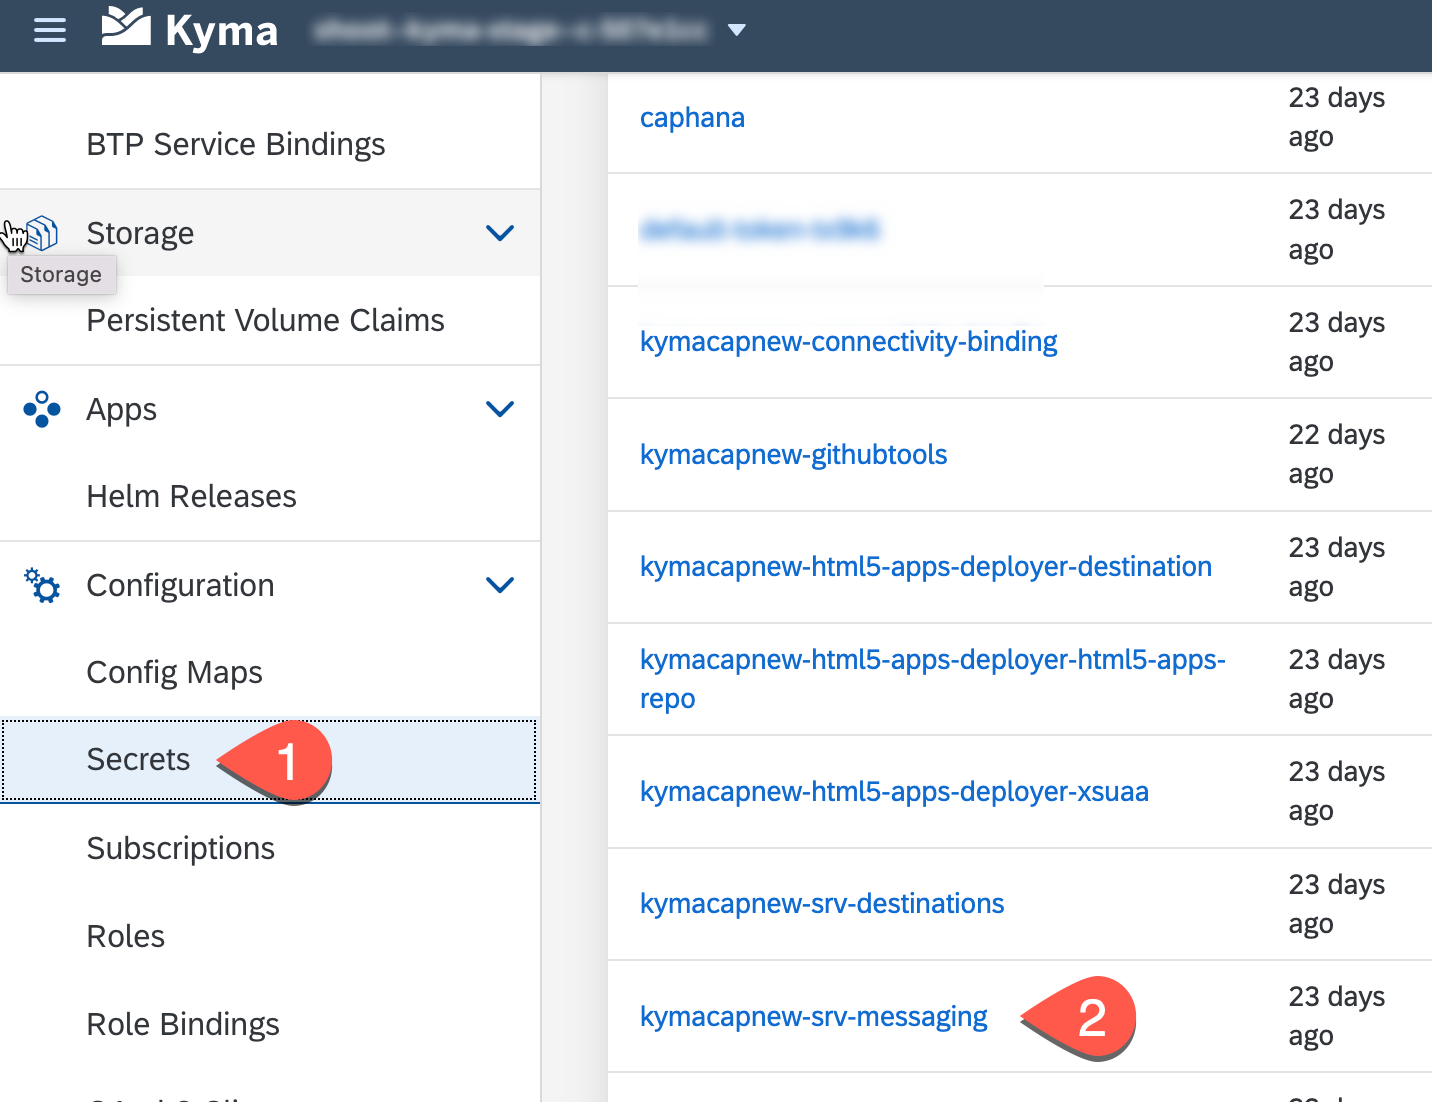 Kyma
BTP Service Bindings
Storage
Storage
Persistent Volume Claims
Apps
Helm Releases
Configuration
Config Maps
Secrets
1
Subscriptions
Roles
Role Bindings
caphana
23 days
ago
23 days
ago
kymacapnew-connectivity-binding
23 days
ago
kymacapnew-githubtools
22 days
ago
kymacapnew-html5-apps-deployer-destination
23 days
ago
kymacapnew-html5-apps-deployer-html5-apps-
repo
23 days
ago
kymacapnew-html5-apps-deployer-xsuaa
23 days
ago
kymacapnew-srv-destinations
23 days
ago
kymacapnew-srv-messaging
2
23 days
ago